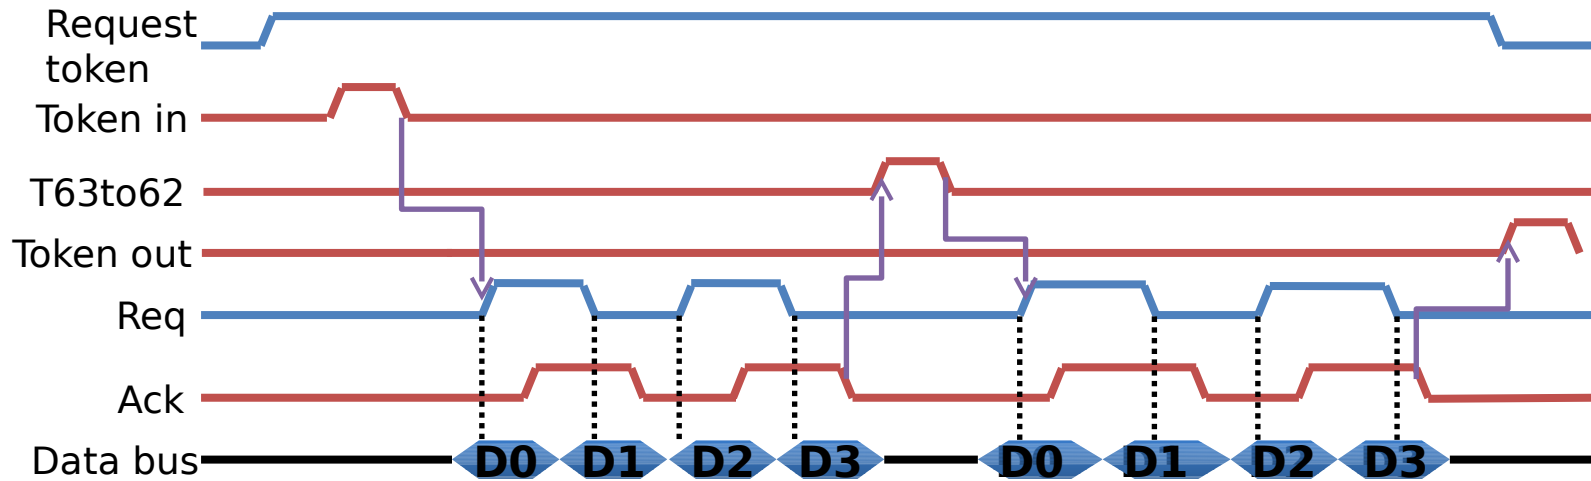 Request
token
Token in
T63to62
Token out
Req
Ack
Data bus D0 D1 D2 D3 D0 D1 D2 D3